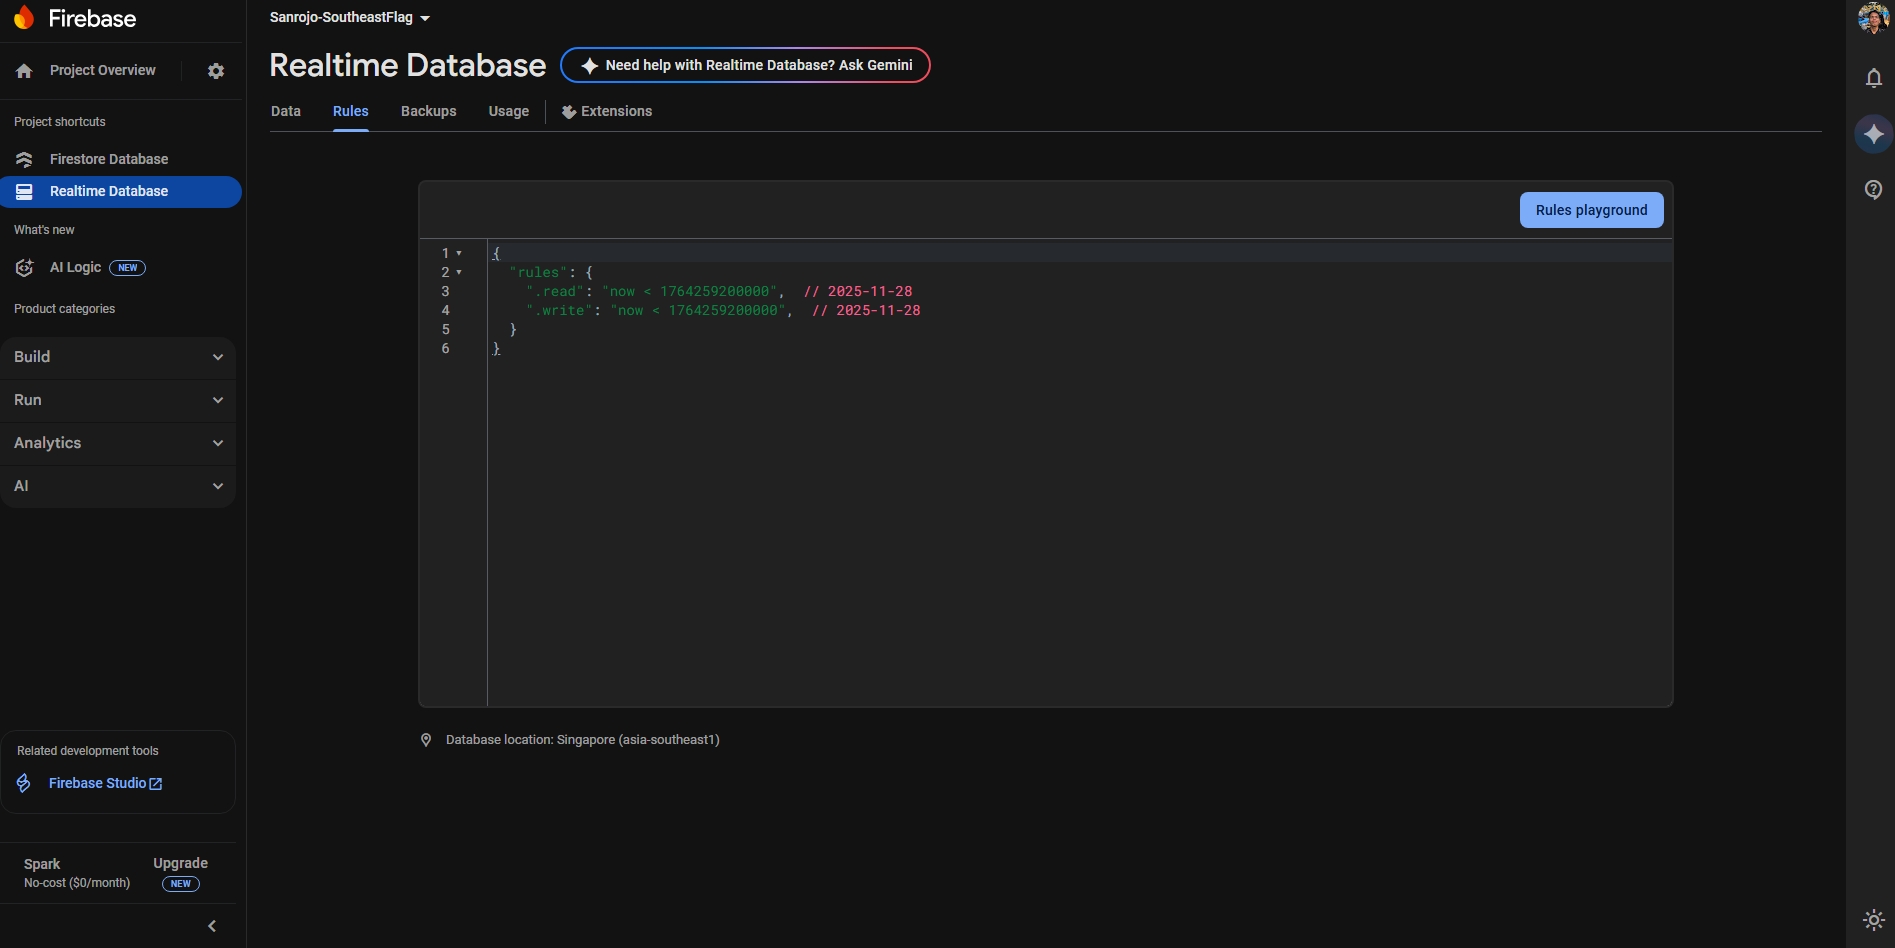 Firebase
Project Overview
Project shortcuts
Firestore Database
Realtime Database
What's new
AI Logic NEW
Product categories
Build
Run
Analytics
AI
Related development tools
Firebase Studio
Spark
No-cost ($0/month)
Upgrade
NEW
Sanrojo-SoutheastFlag
Realtime Database
Need help with Realtime Database? Ask Gemini
Data Rules Backups Usage Extensions
Rules playground
1 {
2 "rules": {
3 ".read": "now < 1764259200000", // 2025-11-28
4 ".write": "now < 1764259200000", // 2025-11-28
5 }
6 }
Database location: Singapore (asia-southeast1)